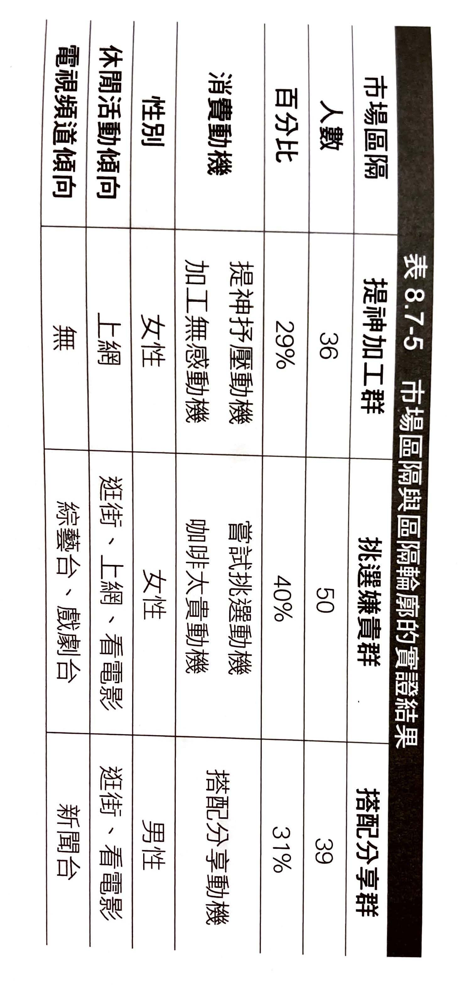 表 8.7-5 市場區隔與區隔輪廓的實證結果
市場區隔 提神加工群 挑選嫌貴群 搭配分享群
人數 36 50 39
百分比 29% 40% 31%
消費動機 提神抒壓動機 嘗試挑選動機 搭配分享動機
加工無感動機 咖啡太貴動機
性別 女性 女性 男性
休閒活動傾向 上網 逛街、上網、看電影 逛街、看電影
電視頻道傾向 無 綜藝台、戲劇台 新聞台